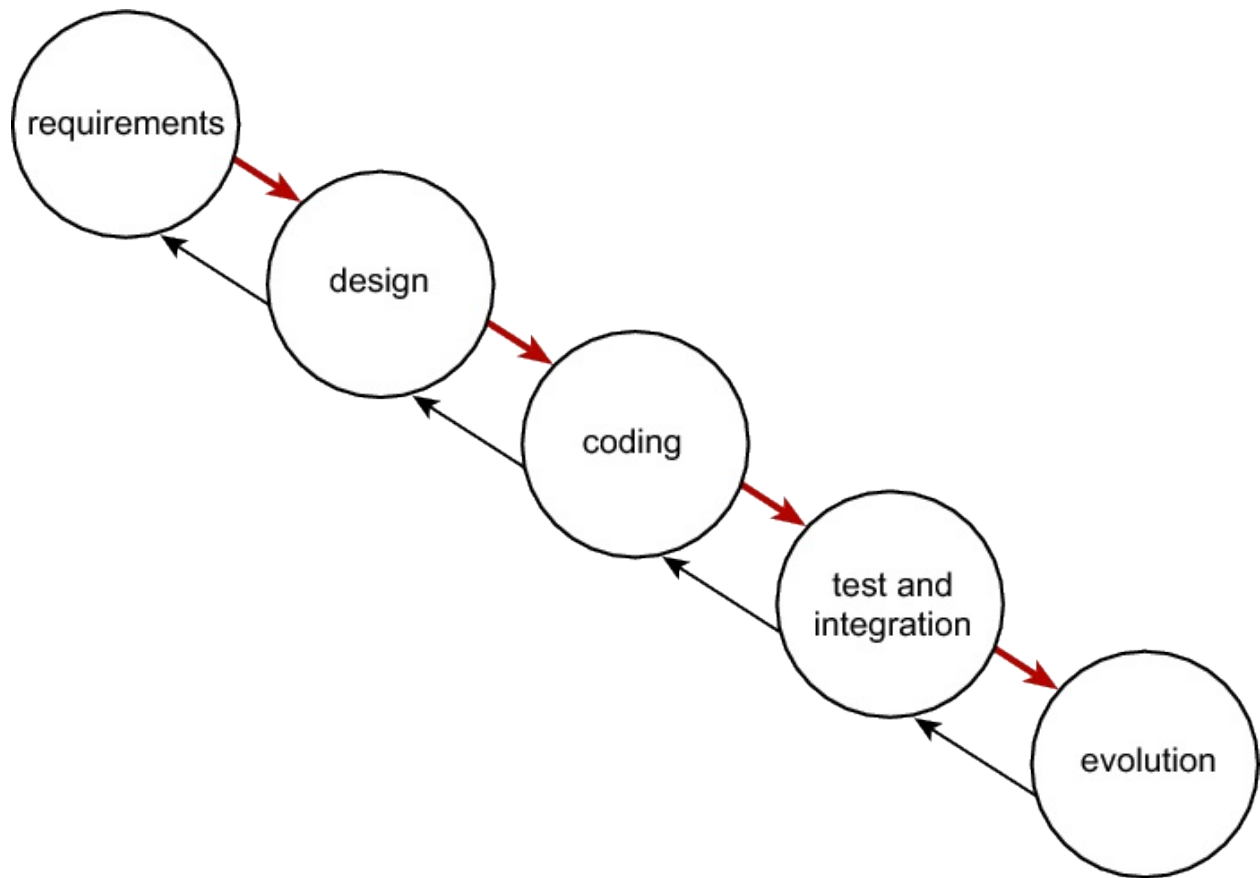 requirements
design
coding
test and
integration
evolution